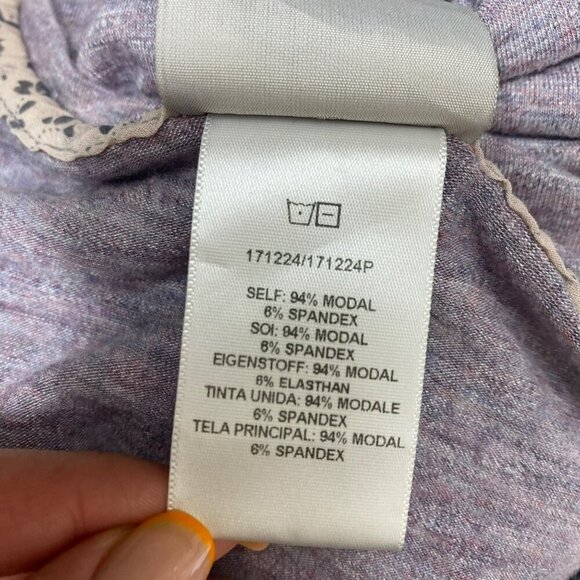 171224/171224P
SELF: 94% MODAL
6% SPANDEX
SOI: 94% MODAL
6% SPANDEX
EIGENSTOFF: 94% MODAL
6% ELASTHAN
TINTA UNIDA: 94% MODALE
6% SPANDEX
TELA PRINCIPAL: 94% MODAL
6% SPANDEX